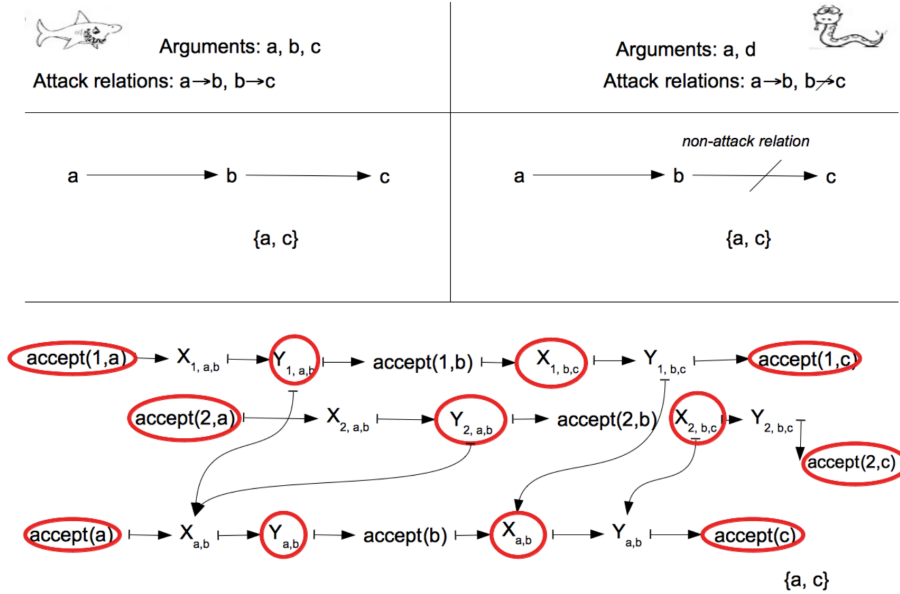 Arguments: a, b, c
Attack relations: a→b, b→c
Arguments: a, d
Attack relations: a→b, b↛c
a b c
{a, c}
non-attack relation
a b c
{a, c}
accept(1,a) X1, a,b Y1, a,b accept(1,b) X1, b,c Y1, b,c accept(1,c)
accept(2,a) X2, a,b Y2, a,b accept(2,b) X2, b,c Y2, b,c
accept(2,c)
accept(a) Xa,b Ya,b accept(b) Xa,b Ya,b accept(c)
{a, c}